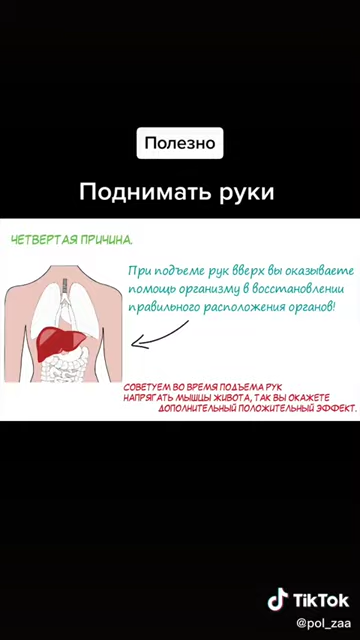 Полезно
Поднимать руки
ЧЕТВЕРТАЯ ПРИЧИНА.
При подъеме рук вверх вы оказываете
помощь организму в восстановлении
правильного расположения органов!
СОВЕТУЕМ ВО ВРЕМЯ ПОДЪЕМА РУК
НАПРЯГАТЬ МЫШЦЫ ЖИВОТА, ТАК ВЫ ОКАЖЕТЕ
ДОПОЛНИТЕЛЬНЫЙ ПОЛОЖИТЕЛЬНЫЙ ЭФФЕКТ.
TikTok
@pol_zaa